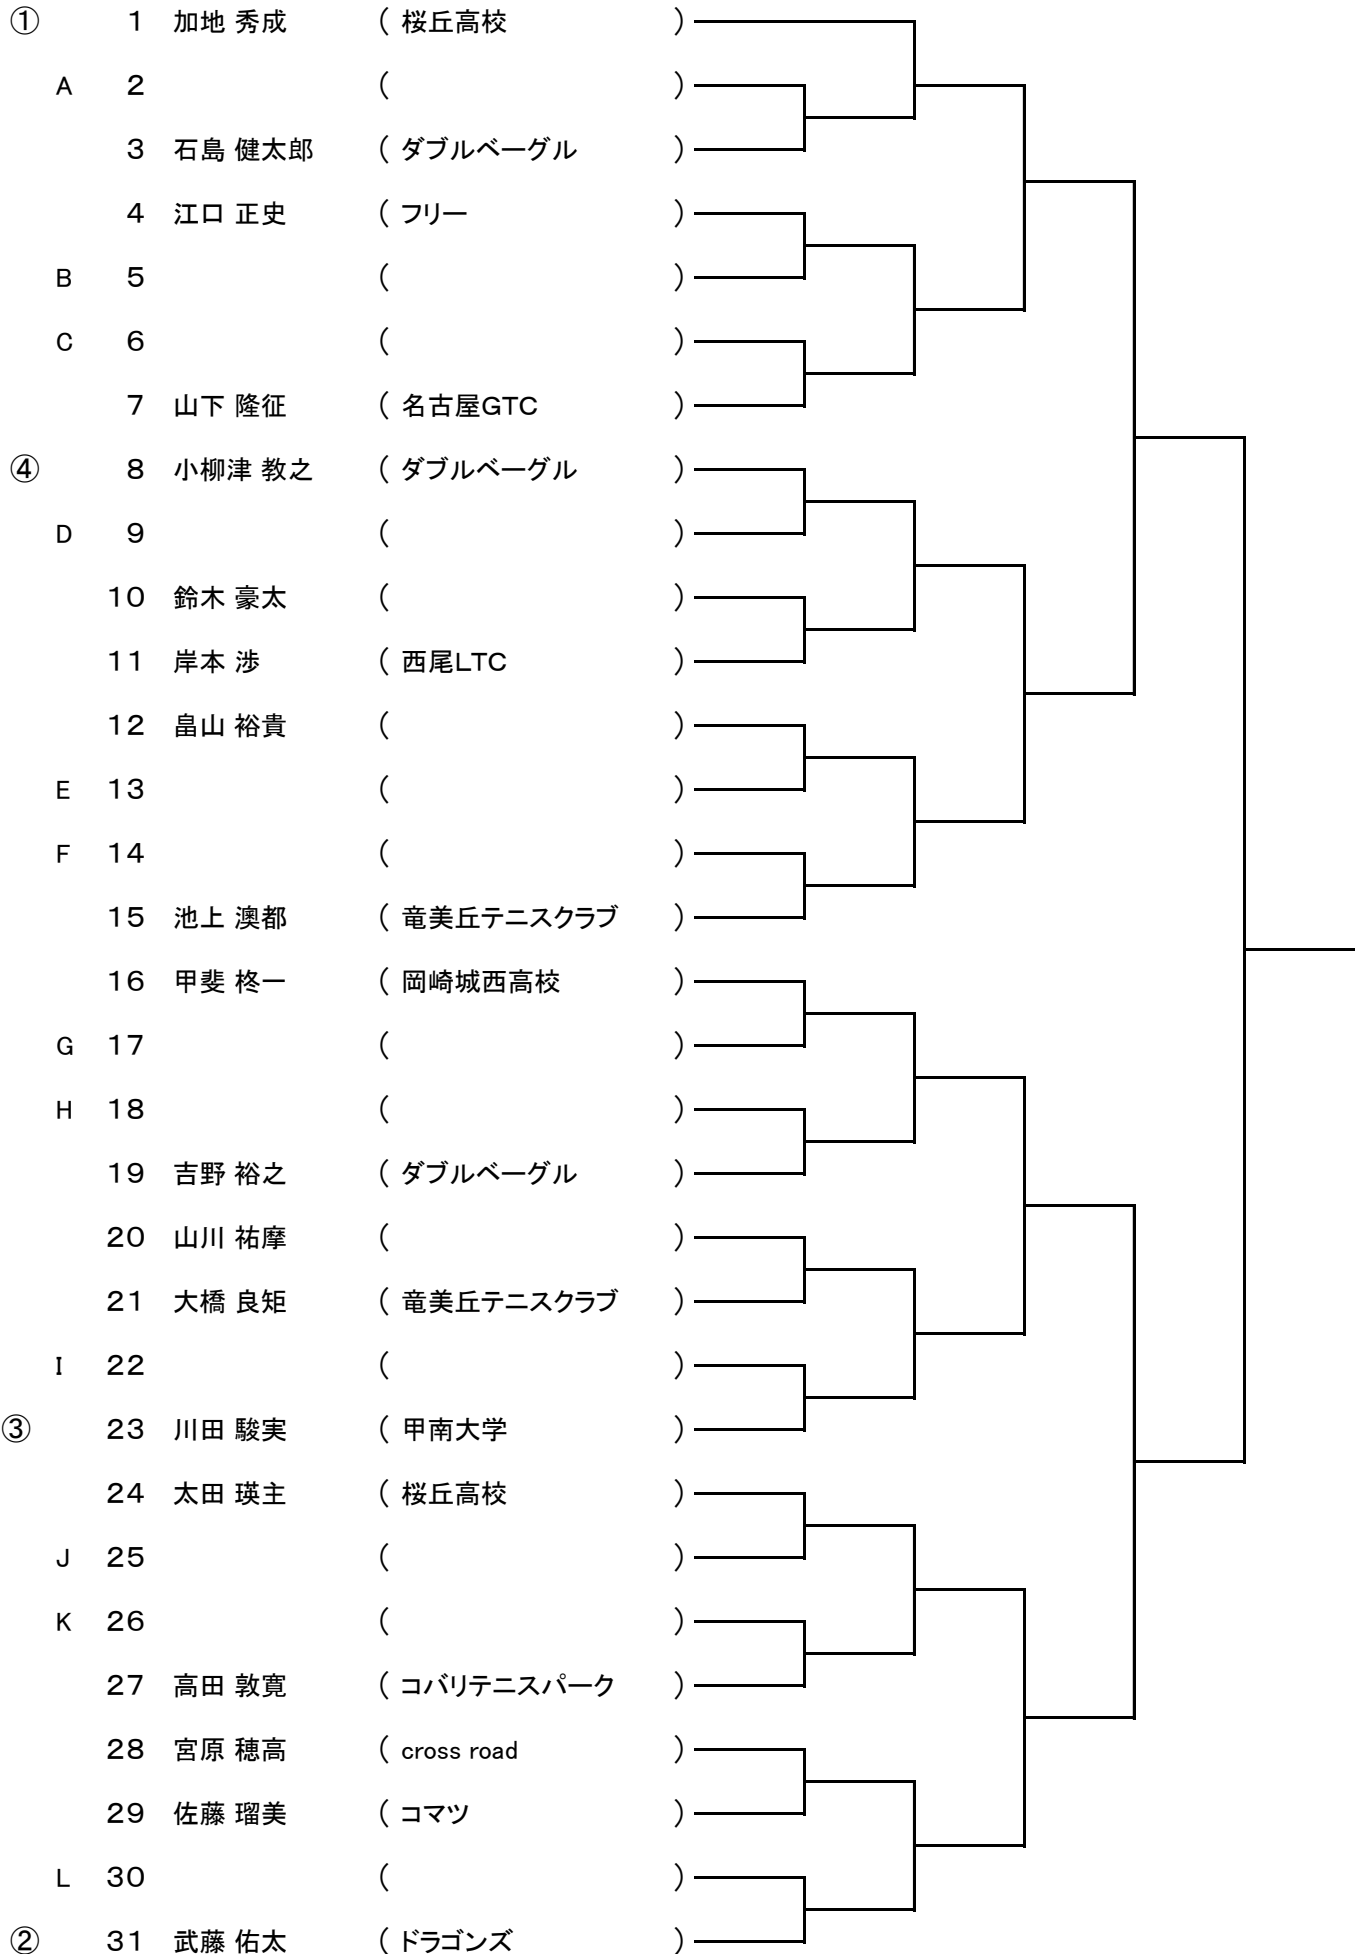 ① 1 加地 秀成 ( 桜丘高校 )
A 2 ( )
3 石島 健太郎 ( ダブルベーグル )
4 江口 正史 ( フリー )
B 5 ( )
C 6 ( )
7 山下 隆征 ( 名古屋GTC )
④ 8 小柳津 教之 ( ダブルベーグル )
D 9 ( )
10 鈴木 豪太 ( )
11 岸本 渉 ( 西尾LTC )
12 畠山 裕貴 ( )
E 13 ( )
F 14 ( )
15 池上 澳都 ( 竜美丘テニスクラブ )
16 甲斐 柊一 ( 岡崎城西高校 )
G 17 ( )
H 18 ( )
19 吉野 裕之 ( ダブルベーグル )
20 山川 祐摩 ( )
21 大橋 良矩 ( 竜美丘テニスクラブ )
I 22 ( )
③ 23 川田 駿実 ( 甲南大学 )
24 太田 瑛主 ( 桜丘高校 )
J 25 ( )
K 26 ( )
27 高田 敦寛 ( コバリテニスパーク )
28 宮原 穂高 ( cross road )
29 佐藤 瑠美 ( コマツ )
L 30 ( )
② 31 武藤 佑太 ( ドラゴンズ )